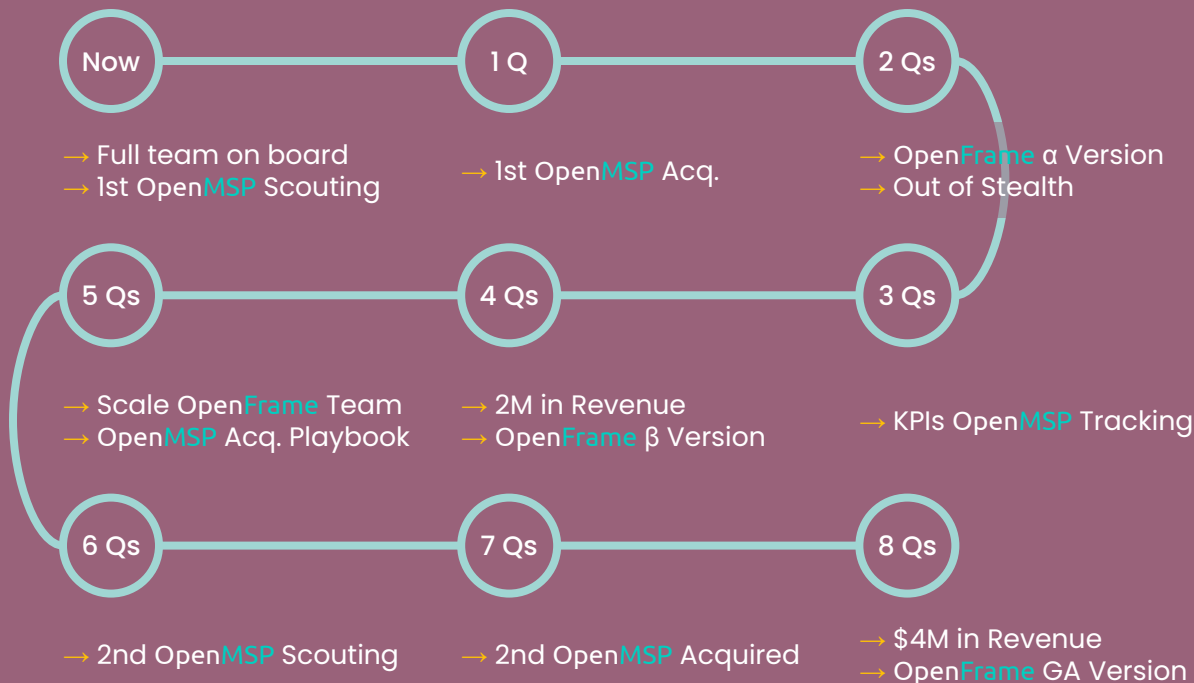 Now
1 Q
2 Qs
→ Full team on board
→ 1st OpenMSP Scouting
→ 1st OpenMSP Acq.
→ OpenFrame α Version
→ Out of Stealth
5 Qs
4 Qs
3 Qs
→ Scale OpenFrame Team
→ OpenMSP Acq. Playbook
→ 2M in Revenue
→ OpenFrame β Version
→ KPIs OpenMSP Tracking
6 Qs
7 Qs
8 Qs
→ 2nd OpenMSP Scouting
→ 2nd OpenMSP Acquired
→ $4M in Revenue
→ OpenFrame GA Version